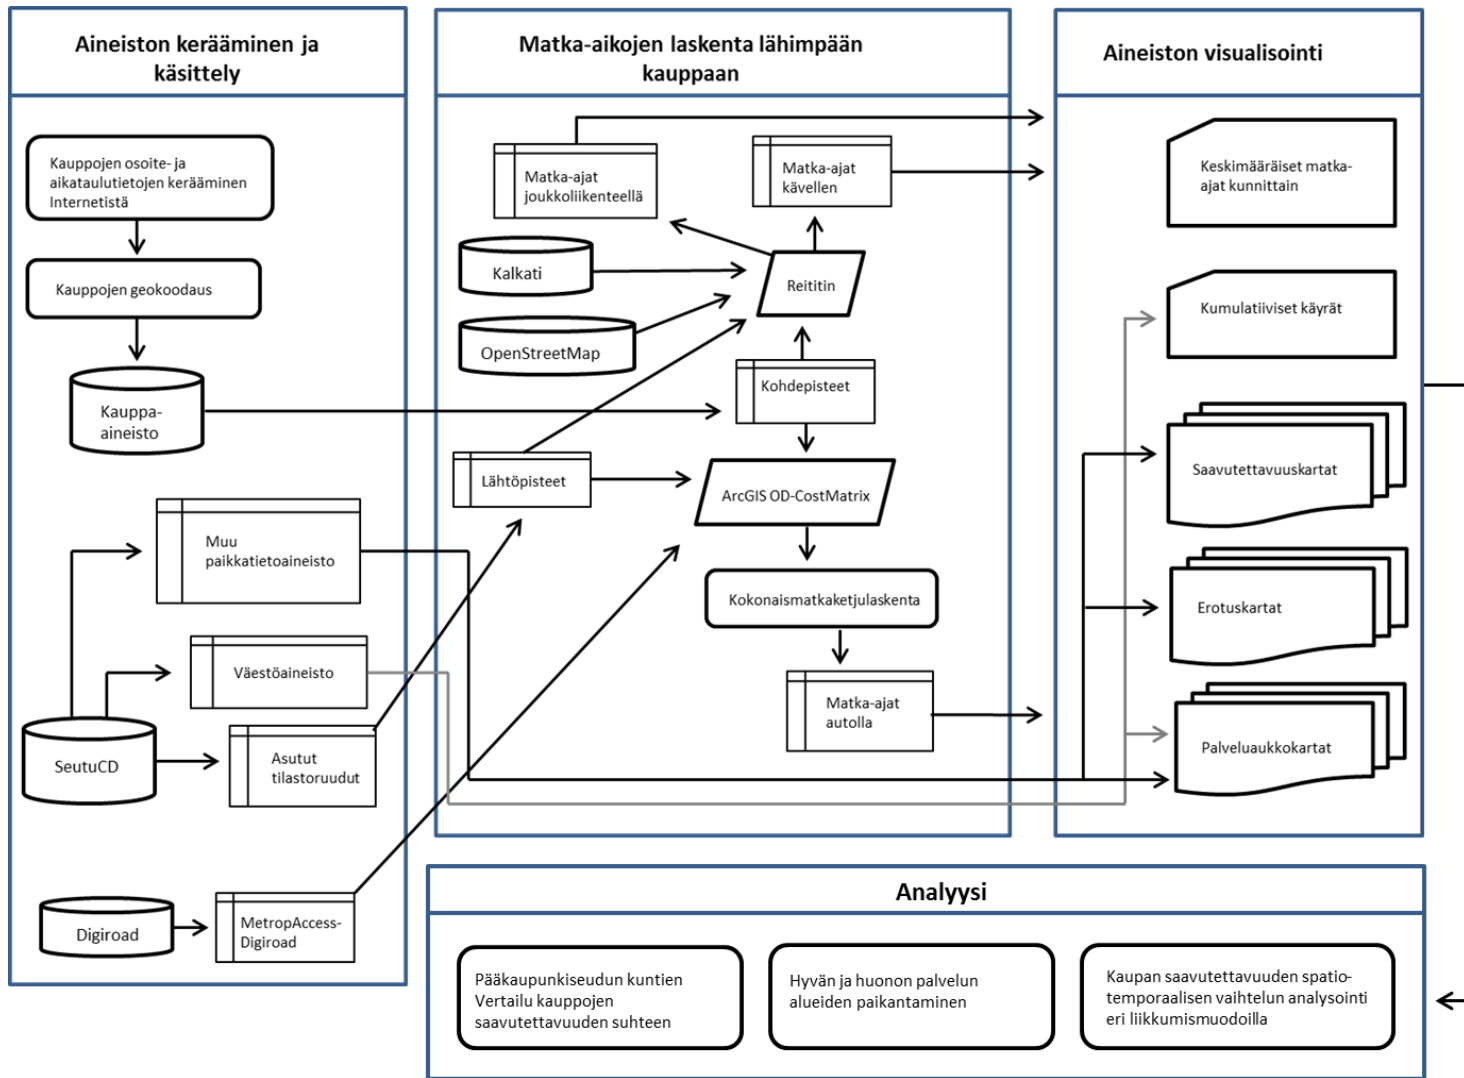 Aineiston kerääminen ja
käsittely
Kauppojen osoite- ja
aikataulutietojen kerääminen
Internetistä
Kauppojen geokoodaus
Kauppa-
aineisto
Muu
paikkatietoaineisto
Väestöaineisto
SeutuCD
Asutut
tilastoruudut
Digiroad
MetropAccess-
Digiroad
Matka-aikojen laskenta lähimpään
kauppaan
Matka-ajat
joukkoliikenteellä
Matka-ajat
kävellen
Kalkati
Reititin
OpenStreetMap
Kohdepisteet
Lähtöpisteet
ArcGIS OD-CostMatrix
Kokonaismatkaketjulaskenta
Matka-ajat
autolla
Aineiston visualisointi
Keskimääräiset matka-
ajat kunnittain
Kumulatiiviset käyrät
Saavutettavuuskartat
Erotuskartat
Palveluaukkokartat
Analyysi
Pääkaupunkiseudun kuntien
Vertailu kauppojen
saavutettavuuden suhteen
Hyvän ja huonon palvelun
alueiden paikantaminen
Kaupan saavutettavuuden spatio-
temporaalisen vaihtelun analysointi
eri liikkumismuodoilla